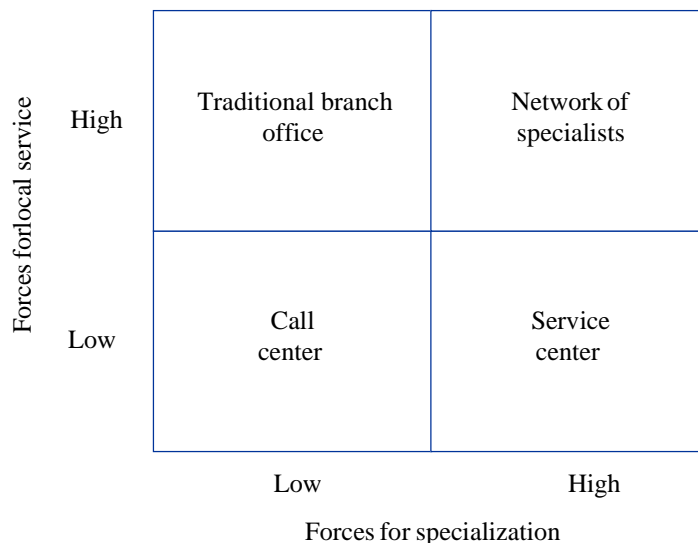 Forces forlocal service
High
Traditional branch
office
Network of
specialists
Low
Call
center
Service
center
Low
High
Forces for specialization